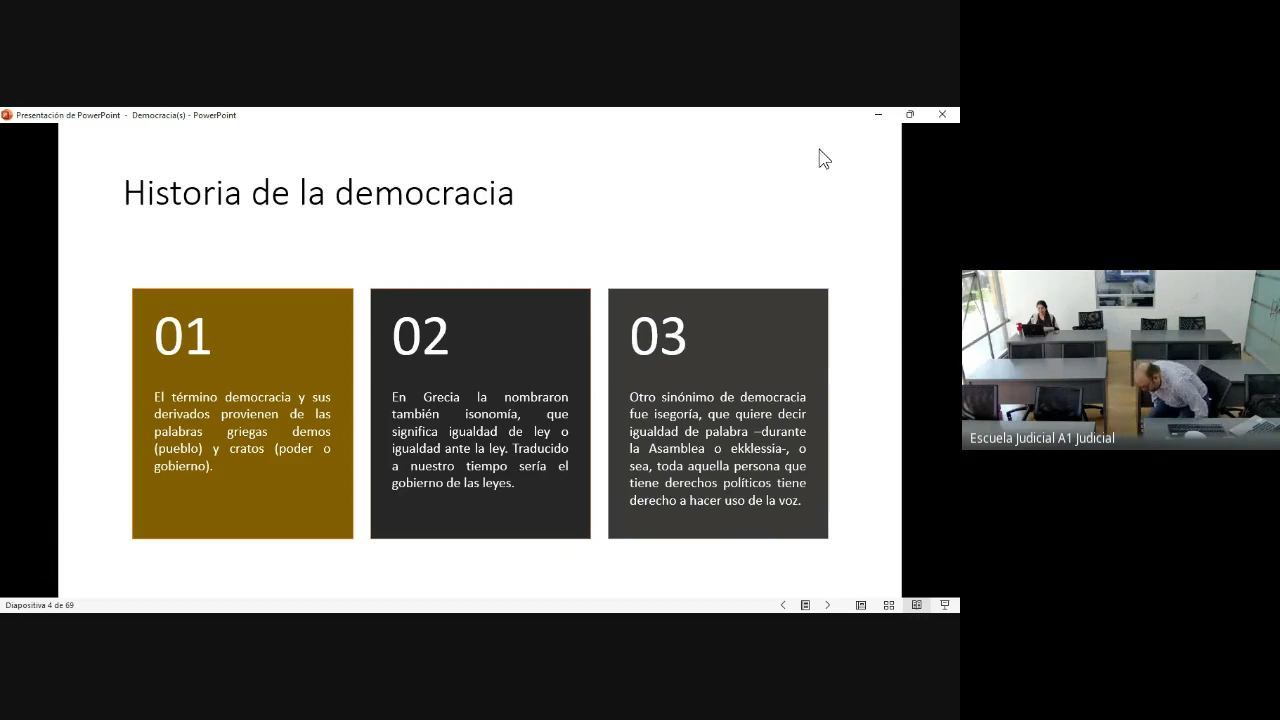 Presentación de PowerPoint - Democracia(s) - PowerPoint
Historia de la democracia
01
El término democracia y sus
derivados provienen de las
palabras griegas demos
(pueblo) y cratos (poder o
gobierno).
02
En Grecia la nombraron
también isonomía, que
significa igualdad de ley o
igualdad ante la ley. Traducido
a nuestro tiempo sería el
gobierno de las leyes.
03
Otro sinónimo de democracia
fue isegoría, que quiere decir
igualdad de palabra –durante
la Asamblea o ekklessia-, o
sea, toda aquella persona que
tiene derechos políticos tiene
derecho a hacer uso de la voz.
Escuela Judicial A1 Judicial
Diapositiva 4 de 69